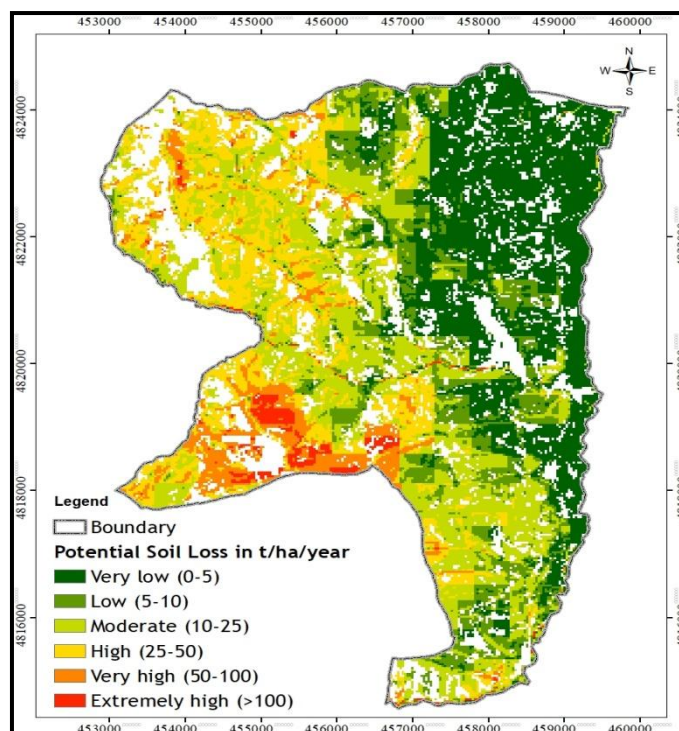 453000 454000 455000 456000 457000 458000 459000 460000
N
W E
S
4824000
4822000
4820000
4818000
4816000
Legend
Boundary
Potential Soil Loss in t/ha/year
Very low (0-5)
Low (5-10)
Moderate (10-25)
High (25-50)
Very high (50-100)
Extremely high (>100)
453000 454000 455000 456000 457000 458000 459000 460000